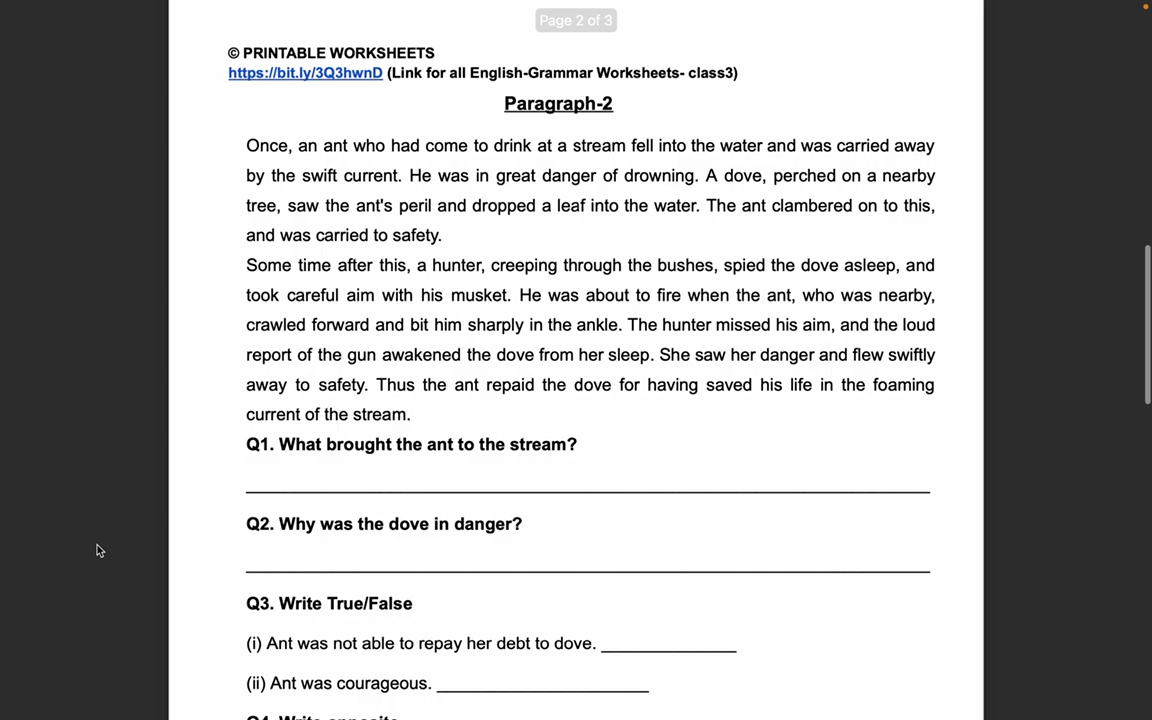 Page 2 of 3
© PRINTABLE WORKSHEETS
https://bit.ly/3Q3hwnD (Link for all English-Grammar Worksheets- class3)
Paragraph-2
Once, an ant who had come to drink at a stream fell into the water and was carried away
by the swift current. He was in great danger of drowning. A dove, perched on a nearby
tree, saw the ant's peril and dropped a leaf into the water. The ant clambered on to this,
and was carried to safety.
Some time after this, a hunter, creeping through the bushes, spied the dove asleep, and
took careful aim with his musket. He was about to fire when the ant, who was nearby,
crawled forward and bit him sharply in the ankle. The hunter missed his aim, and the loud
report of the gun awakened the dove from her sleep. She saw her danger and flew swiftly
away to safety. Thus the ant repaid the dove for having saved his life in the foaming
current of the stream.
Q1. What brought the ant to the stream?
Q2. Why was the dove in danger?
Q3. Write True/False
(i) Ant was not able to repay her debt to dove.
(ii) Ant was courageous.
Q4. Write opposite